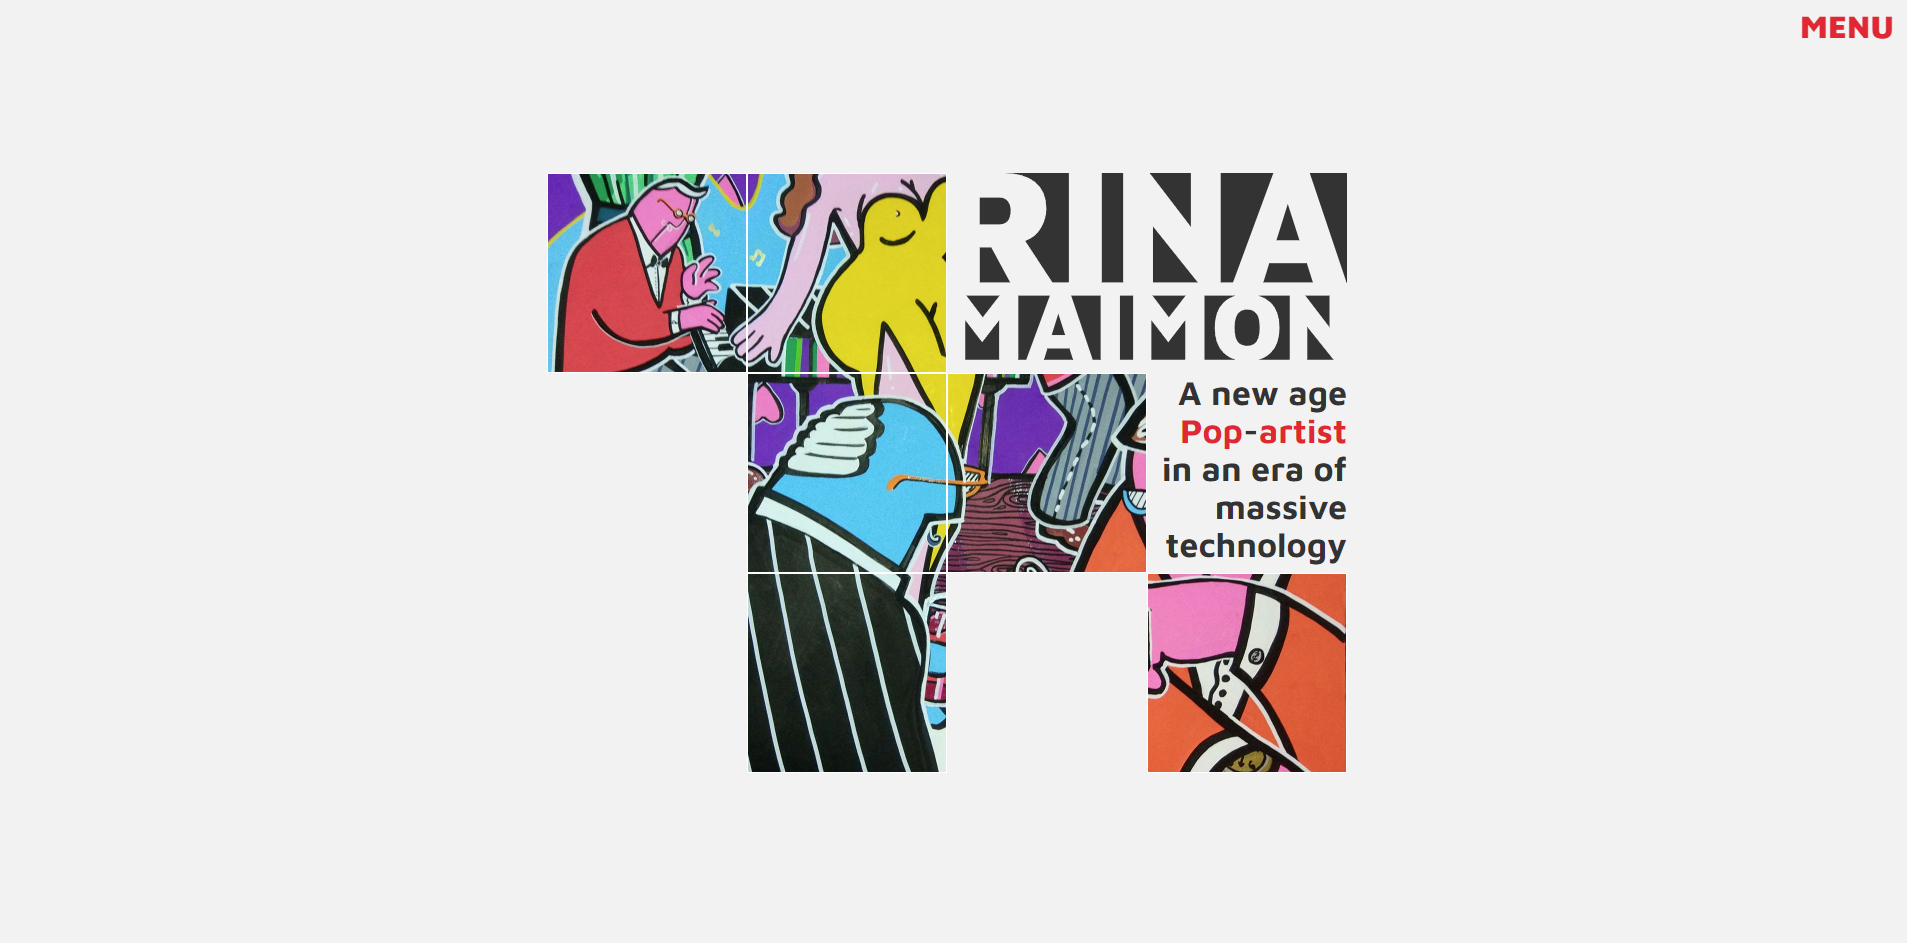 MENU
RINA
MAIMON
A new age
Pop-artist
in an era of
massive
technology